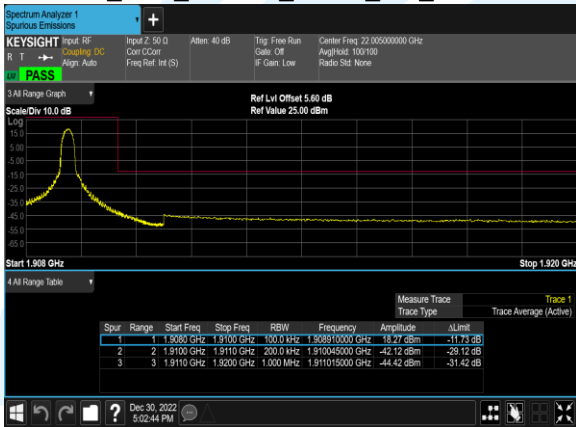 Spectrum Analyzer 1
Spurious Emissions
+
KEYSIGHT Input: RF Input Z: 50 Ω Atten: 40 dB Trig: Free Run Center Freq: 22.005000000 GHz
R T Coupling: DC Corr CCorr Gate: Off Avg|Hold: 100/100
Align: Auto Freq Ref: Int (S) IF Gain: Low Radio Std: None
PASS
3 All Range Graph
Ref Lvl Offset 5.60 dB
Scale/Div 10.0 dB Ref Value 25.00 dBm
Log
15.0
5.00
-5.00
-15.0
-25.0
-35.0
-45.0
-55.0
-65.0
Start 1.908 GHz Stop 1.920 GHz
4 All Range Table
Measure Trace Trace 1
Trace Type Trace Average (Active)
Spur Range Start Freq Stop Freq RBW Frequency Amplitude ΔLimit
1 1 1.9080 GHz 1.9100 GHz 100.0 kHz 1.908910000 GHz 18.27 dBm -11.73 dB
2 2 1.9100 GHz 1.9110 GHz 200.0 kHz 1.910045000 GHz -42.12 dBm -29.12 dB
3 3 1.9110 GHz 1.9200 GHz 1.000 MHz 1.911015000 GHz -44.42 dBm -31.42 dB
? Dec 30, 2022
5:02:44 PM